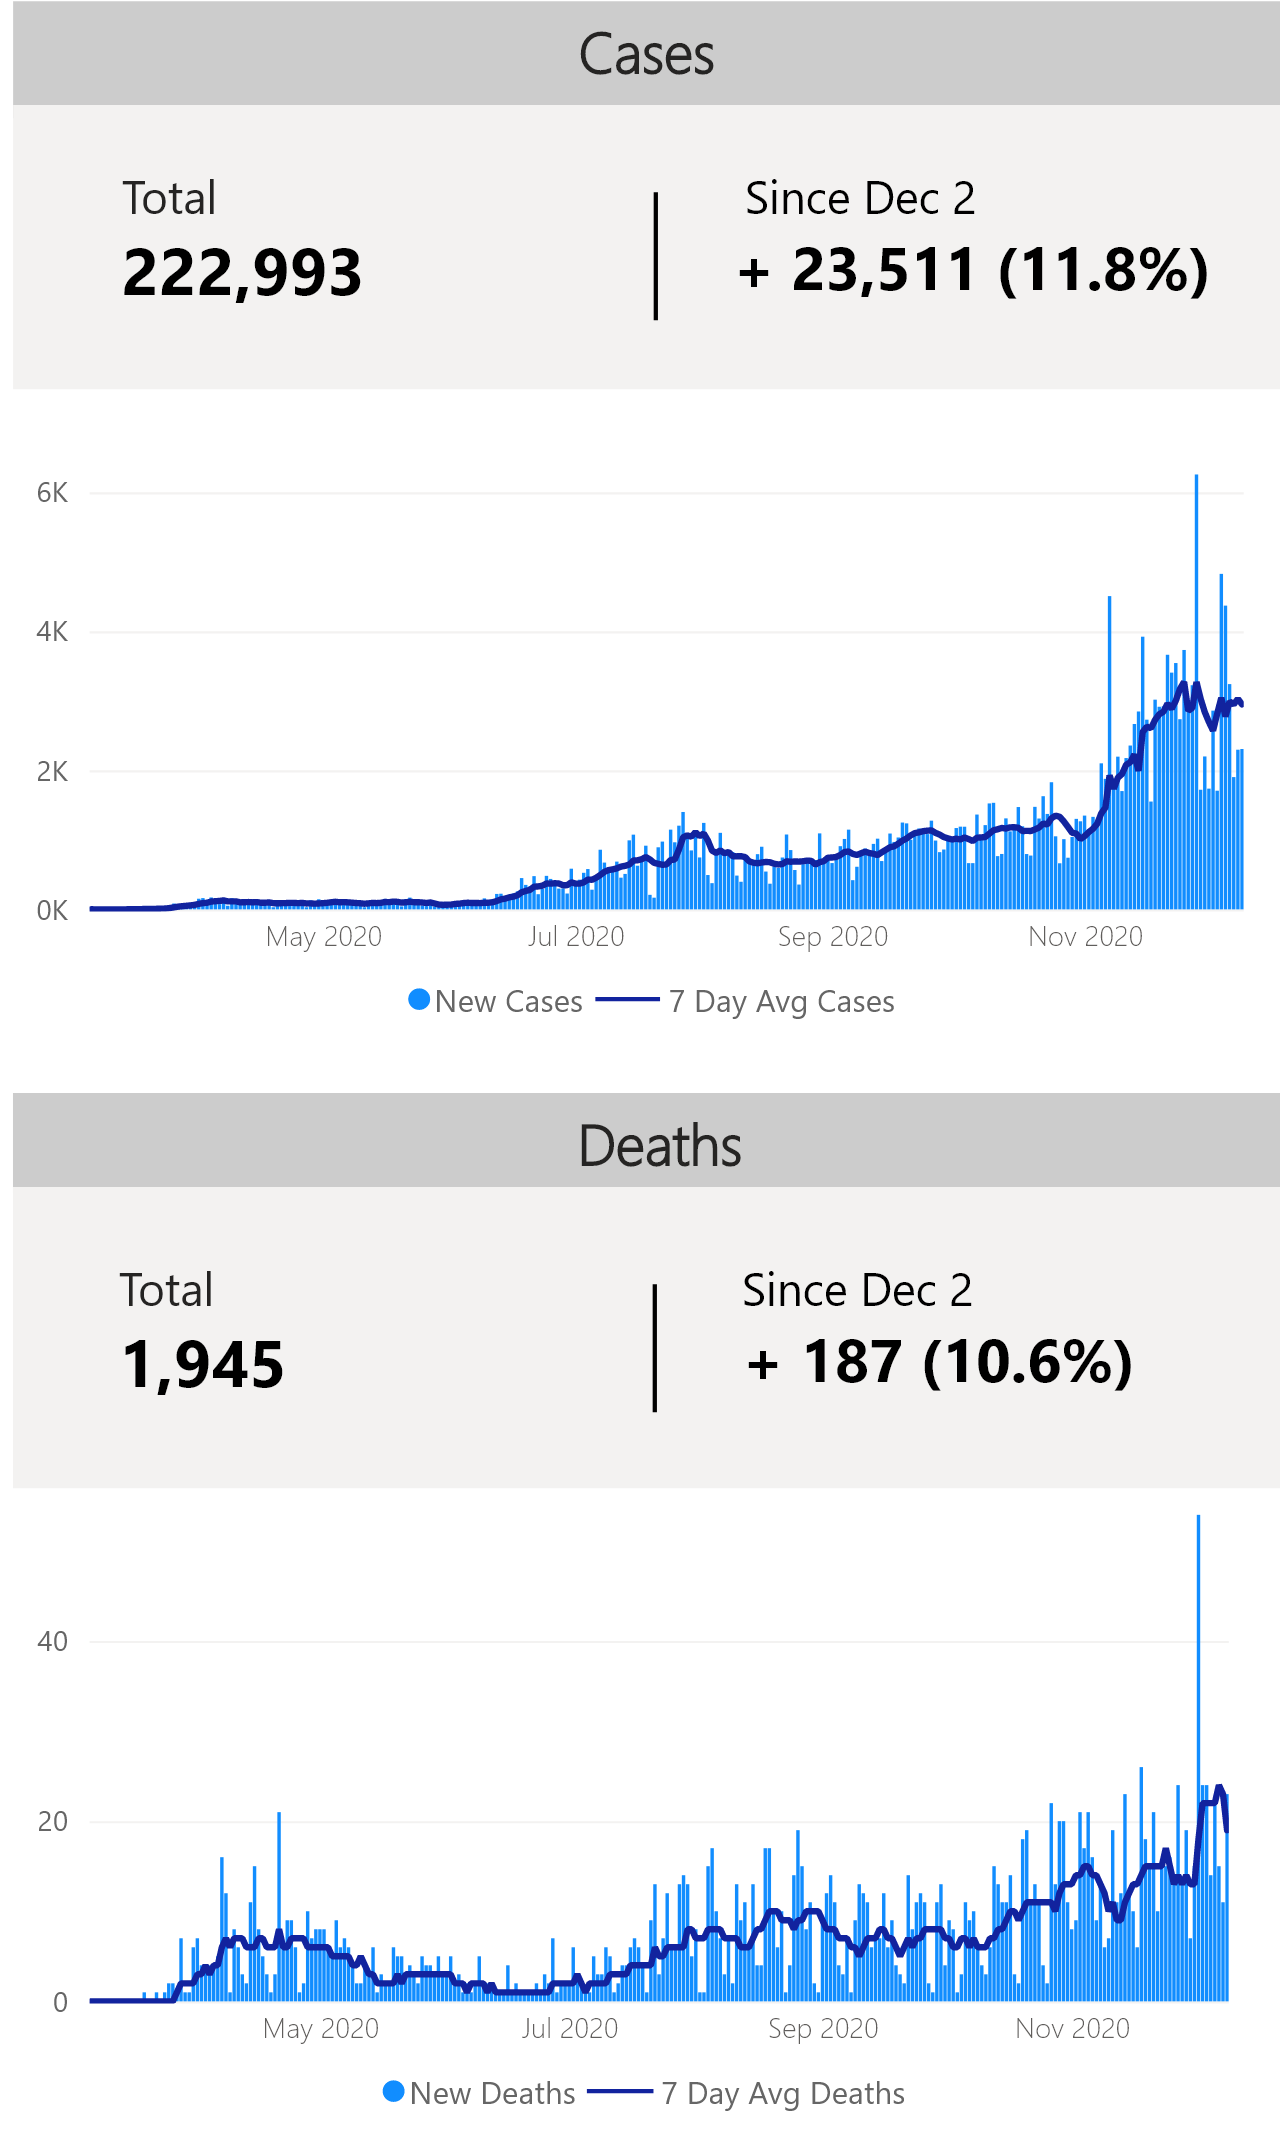 Cases
Total
Since Dec 2
222,993
+ 23,511 (11.8%)
6K
4K
2K
0K
May 2020
Jul 2020
Sep 2020
Nov 2020
New Cases
7 Day Avg Cases
Deaths
Total
Since Dec 2
1,945
+ 187 (10.6%)
40
20
0
May 2020
Jul 2020
Sep 2020
Nov 2020
New Deaths
7 Day Avg Deaths